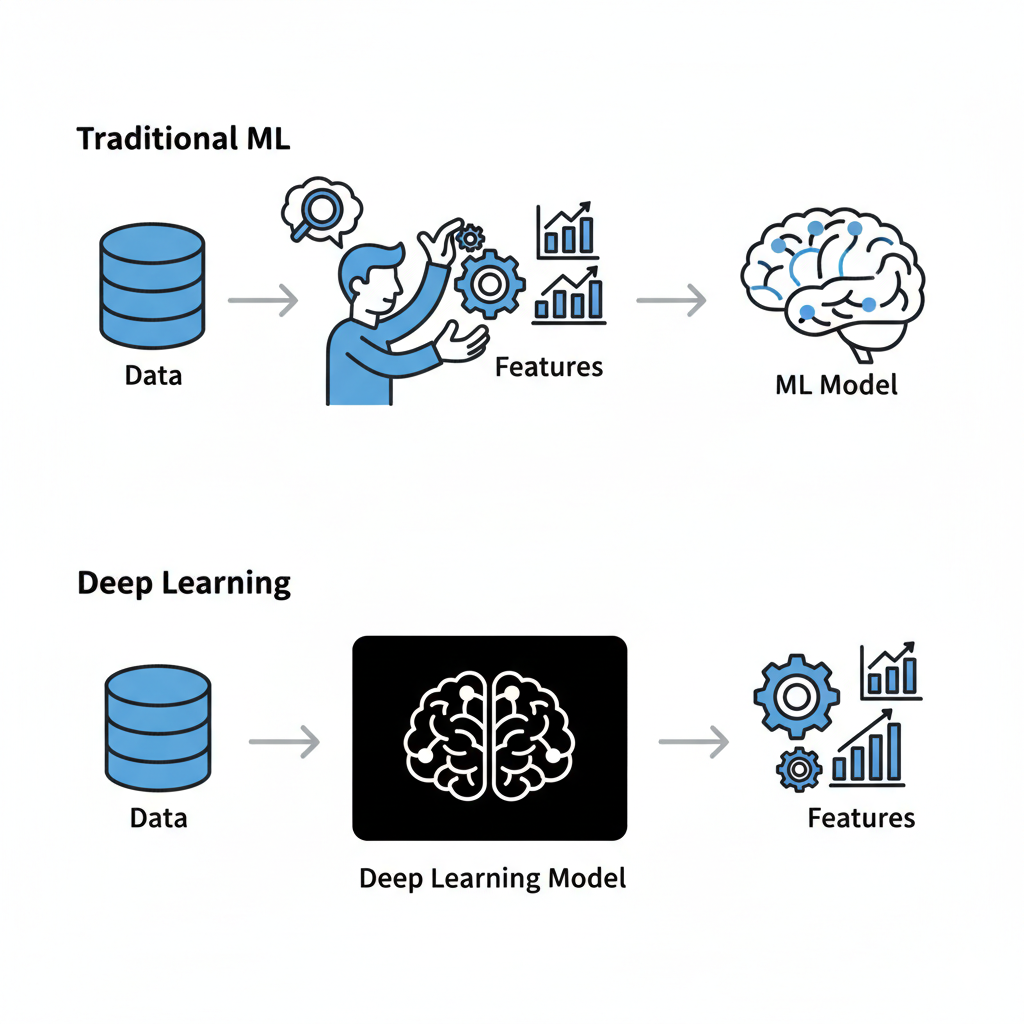 Traditional ML
Data
Features
ML Model
Deep Learning
Data
Deep Learning Model
Features